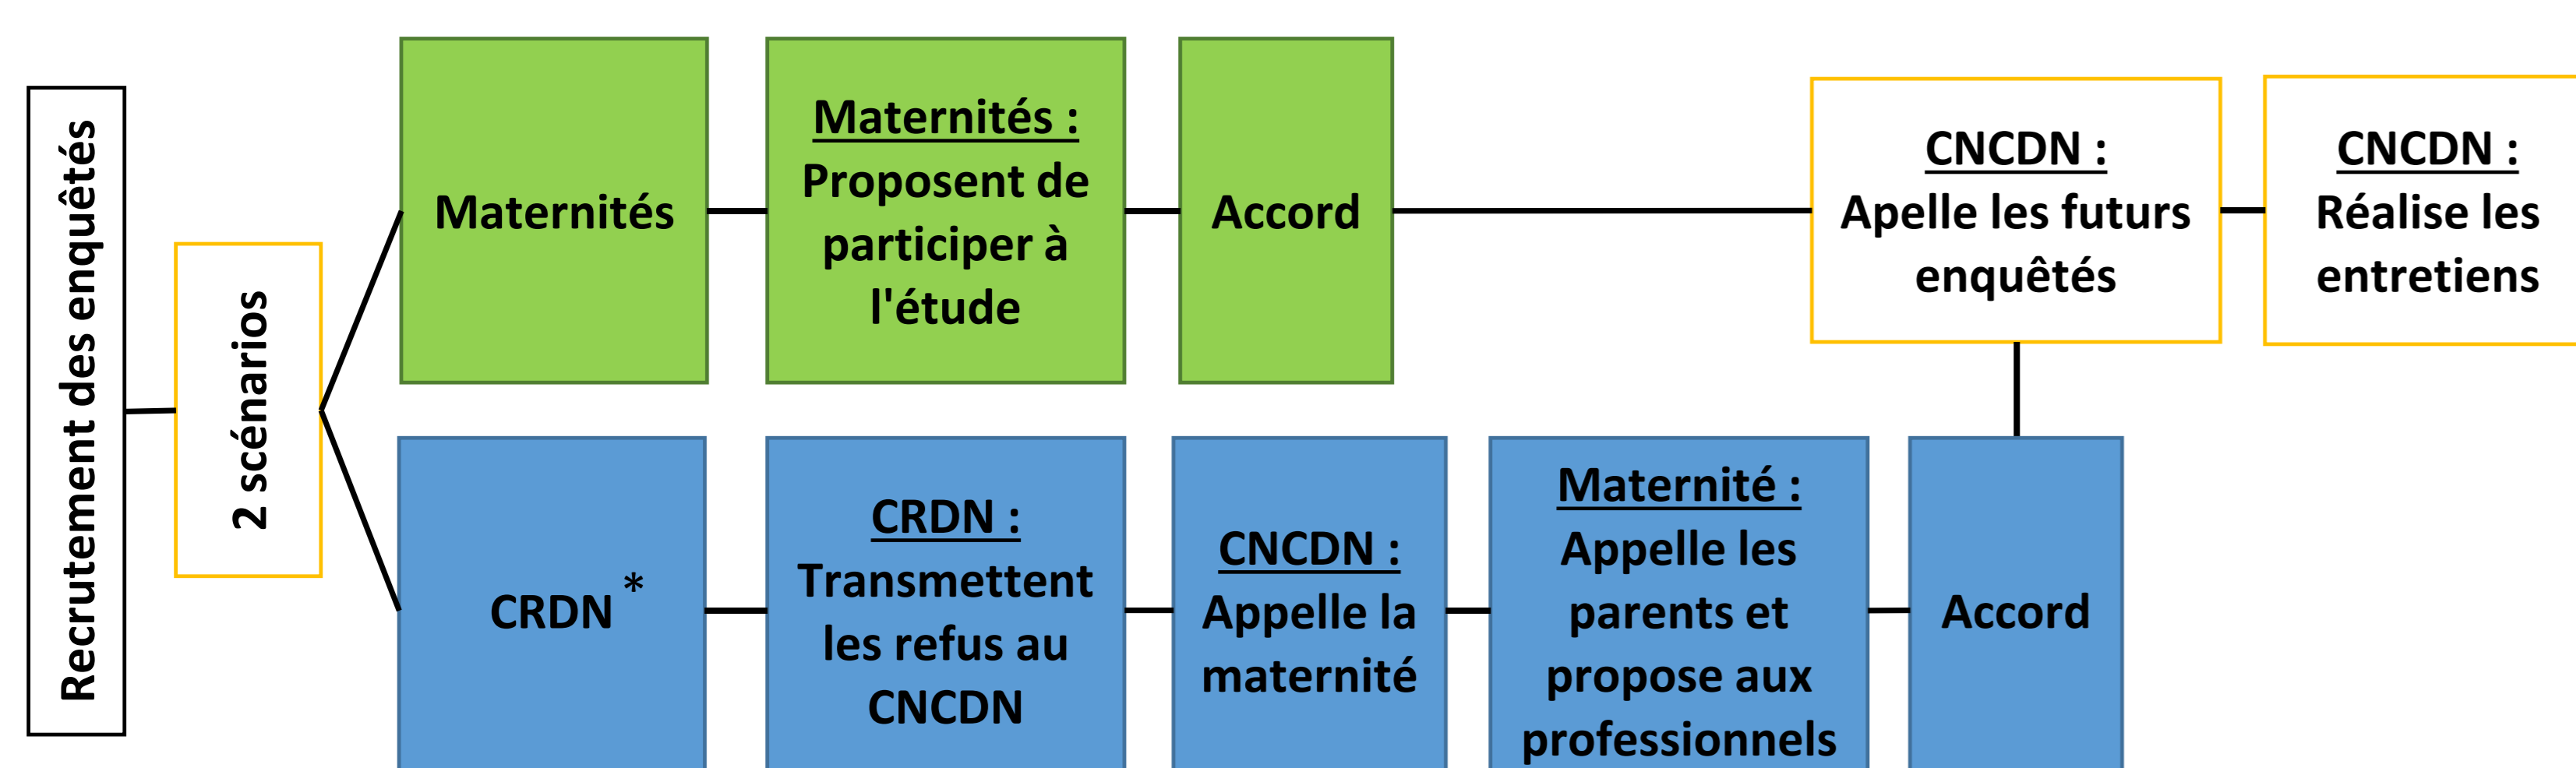 Recrutement des enquêtés
2 scénarios
Maternités
Maternités :
Proposent de
participer à
l'étude
Accord
CNCDN :
Apelle les futurs
enquêtés
CNCDN :
Réalise les
entretiens
CRDN *
CRDN :
Transmettent
les refus au
CNCDN
CNCDN :
Appelle la
maternité
Maternité :
Appelle les
parents et
propose aux
professionnels
Accord